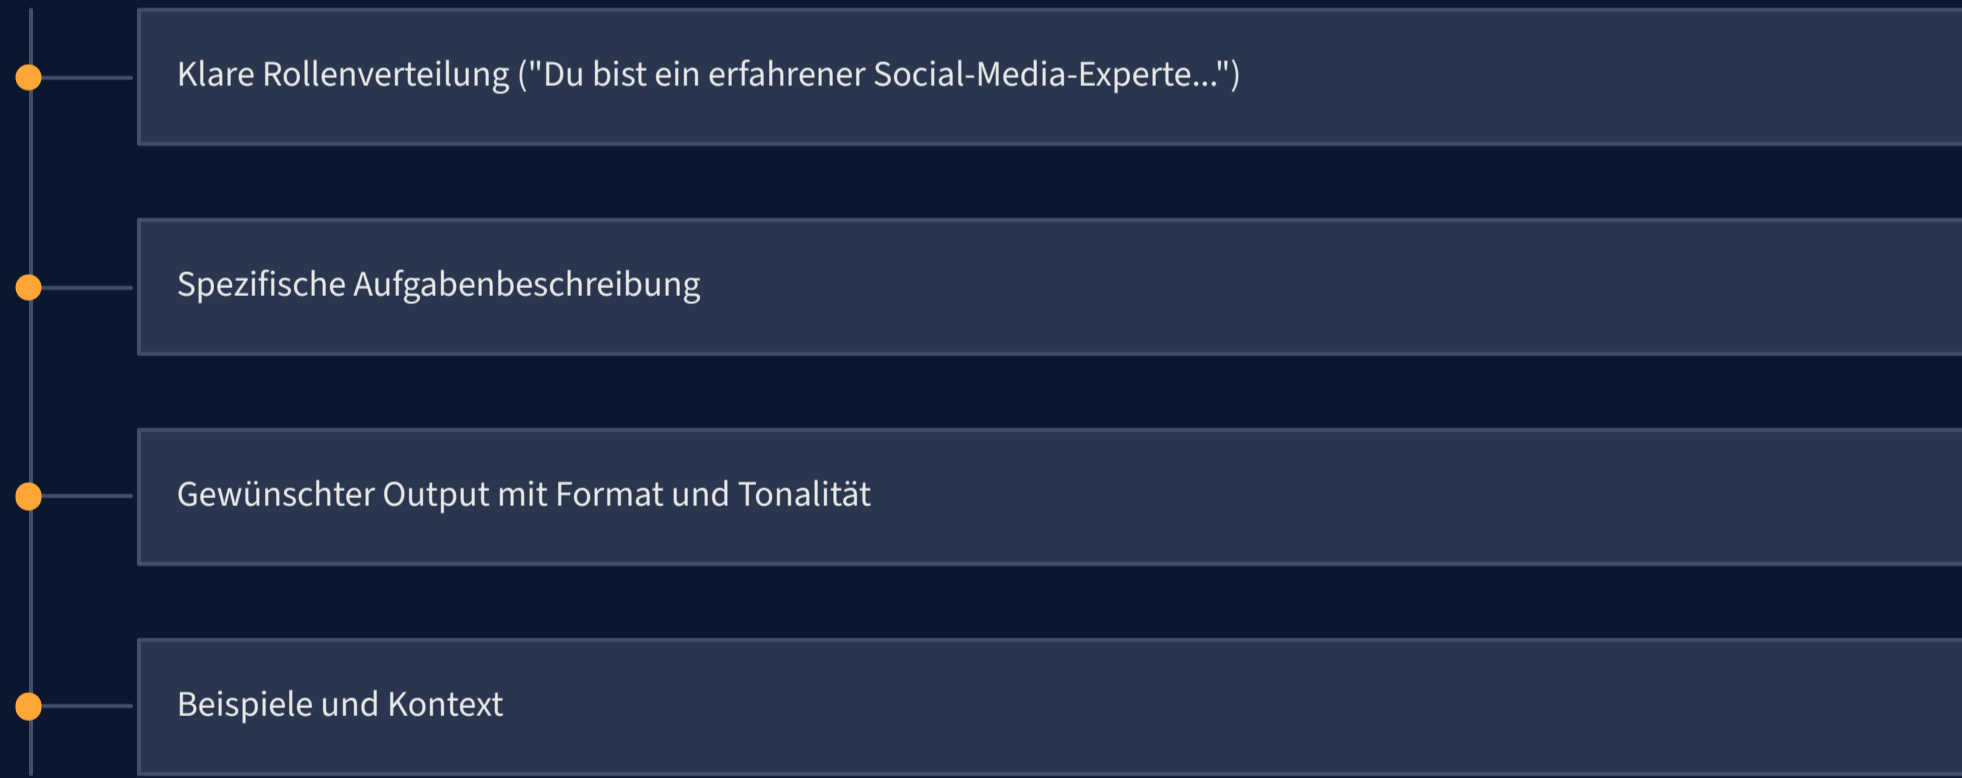 Klare Rollenverteilung ("Du bist ein erfahrener Social-Media-Experte...")
Spezifische Aufgabenbeschreibung
Gewünschter Output mit Format und Tonalität
Beispiele und Kontext